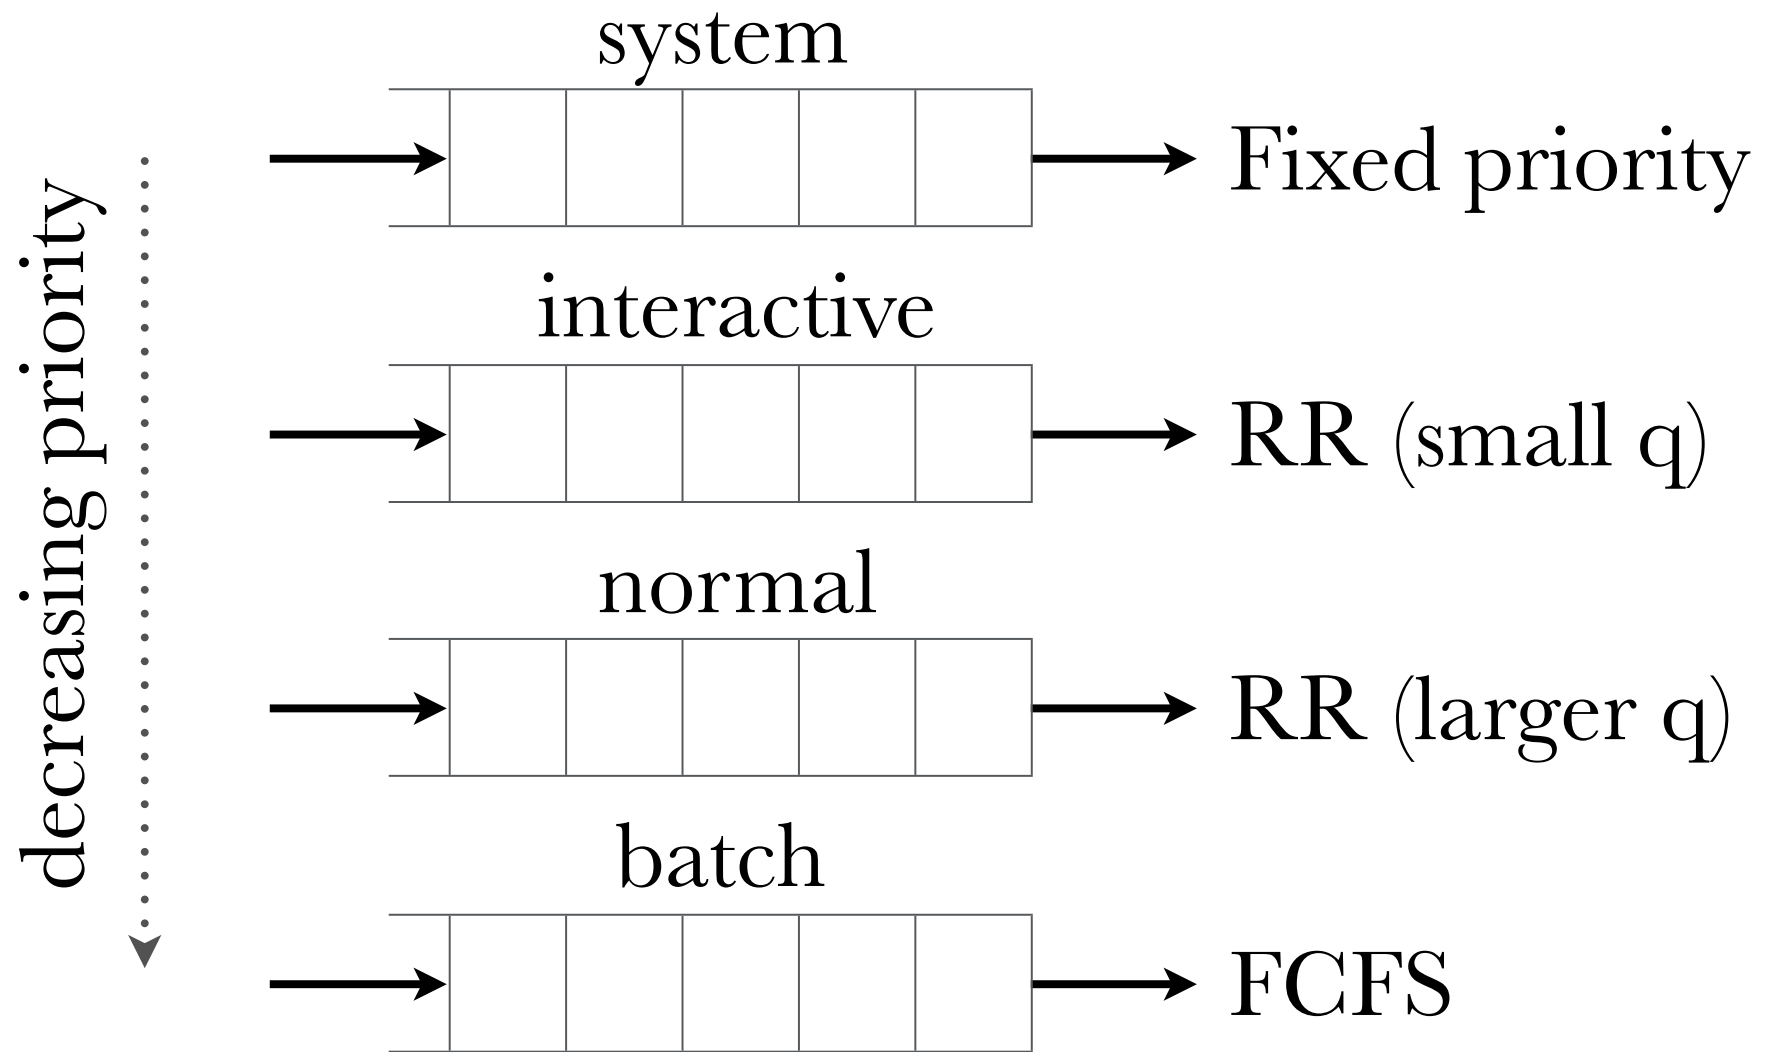 system
Fixed priority
interactive
RR (small q)
normal
RR (larger q)
batch
FCFS
decreasing priority